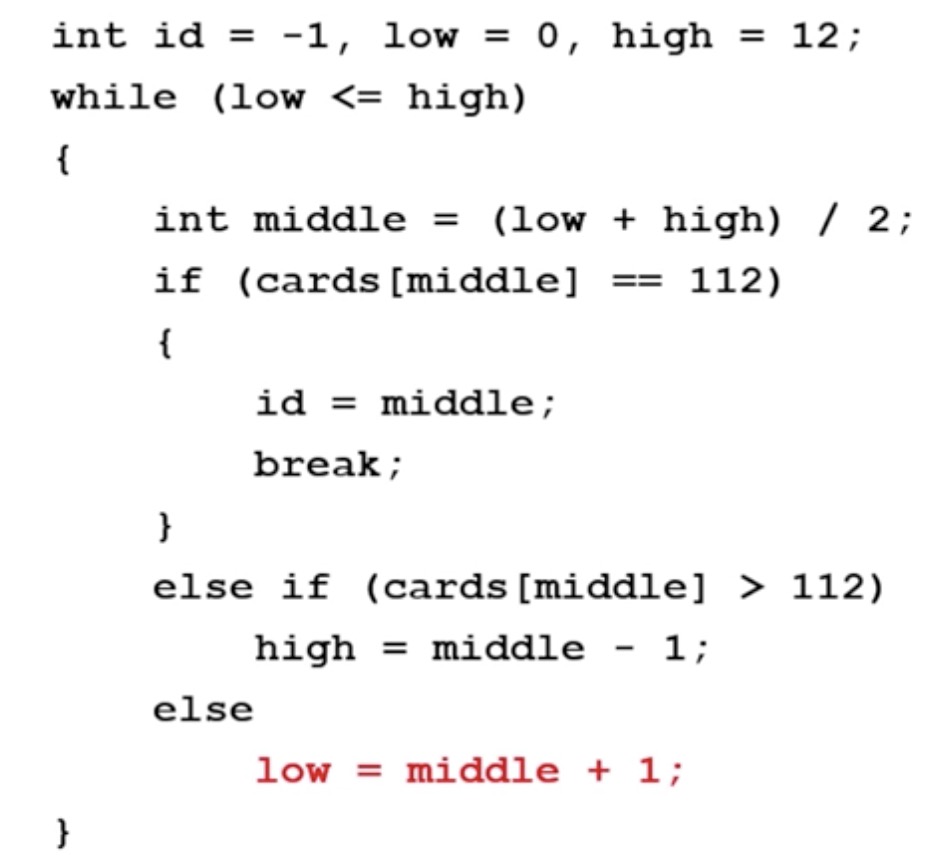 int id = -1, low = 0, high = 12;
while (low <= high)
{
int middle = (low + high) / 2;
if (cards[middle] == 112)
{
id = middle;
break;
}
else if (cards[middle] > 112)
high = middle - 1;
else
low = middle + 1;
}